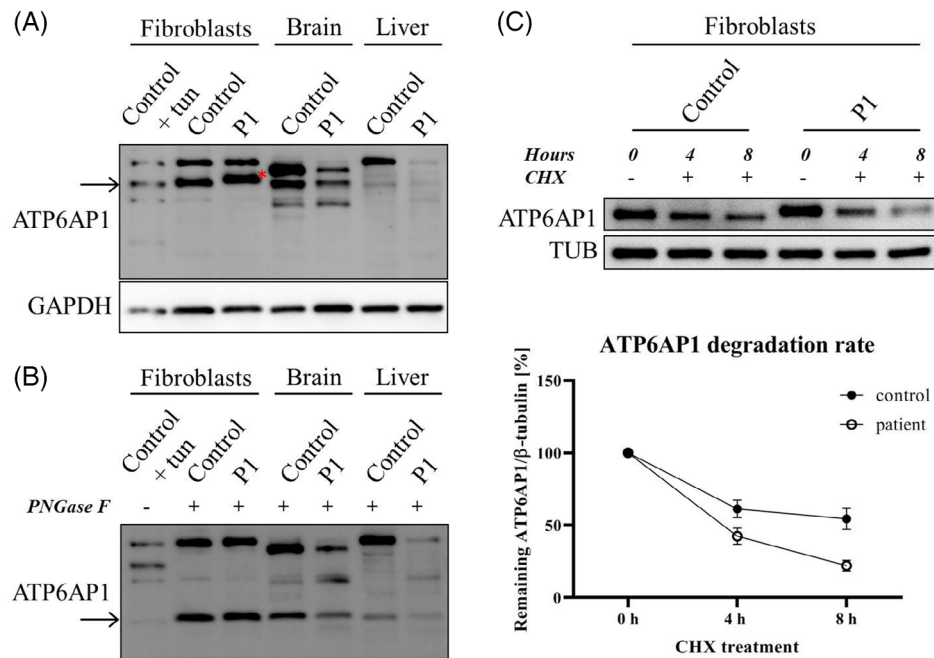 (A)
Fibroblasts Brain Liver
Control + tun Control P1 Control P1 Control P1
*
ATP6AP1
GAPDH
(B)
Fibroblasts Brain Liver
Control + tun Control P1 Control P1 Control P1
PNGase F - + + + + + +
ATP6AP1
(C)
Fibroblasts
Control P1
Hours 0 4 8 0 4 8
CHX - + + - + +
ATP6AP1
TUB
ATP6AP1 degradation rate
Remaining ATP6AP1/β-tubulin [%]
150
100
50
0
control
patient
0 h 4 h 8 h
CHX treatment